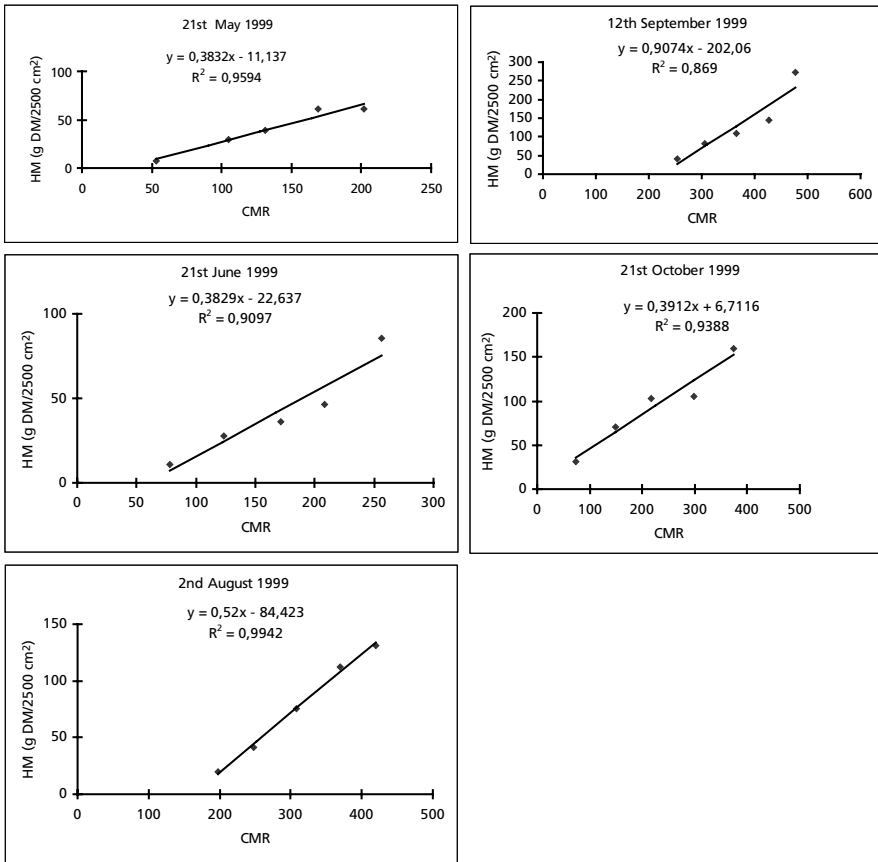 21st May 1999
y = 0,3832x - 11,137
R² = 0,9594
HM (g DM/2500 cm²)
100
50
0
0 50 100 150 200 250
CMR
12th September 1999
y = 0,9074x - 202,06
R² = 0,869
HM (g DM/2500 cm²)
300
250
200
150
100
50
0
0 100 200 300 400 500 600
CMR
21st June 1999
y = 0,3829x - 22,637
R² = 0,9097
HM (g DM/2500 cm²)
100
50
0
0 50 100 150 200 250 300
CMR
21st October 1999
y = 0,3912x + 6,7116
R² = 0,9388
HM (g DM/2500 cm²)
200
150
100
50
0
0 100 200 300 400 500
CMR
2nd August 1999
y = 0,52x - 84,423
R² = 0,9942
HM (g DM/2500 cm²)
150
100
50
0
0 100 200 300 400 500
CMR